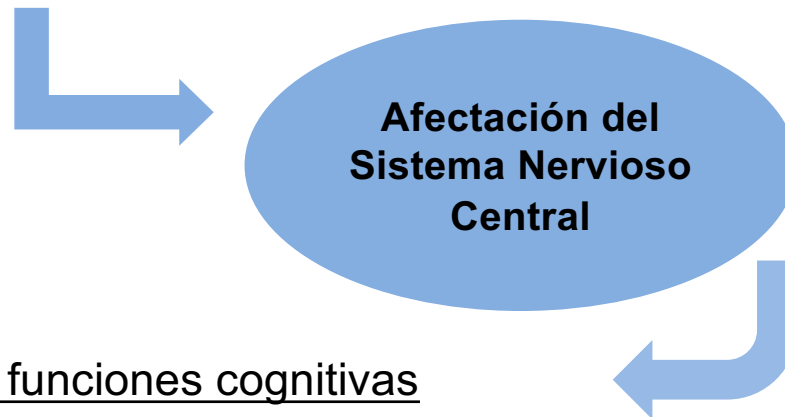 Afectación del
Sistema Nervioso
Central
funciones cognitivas